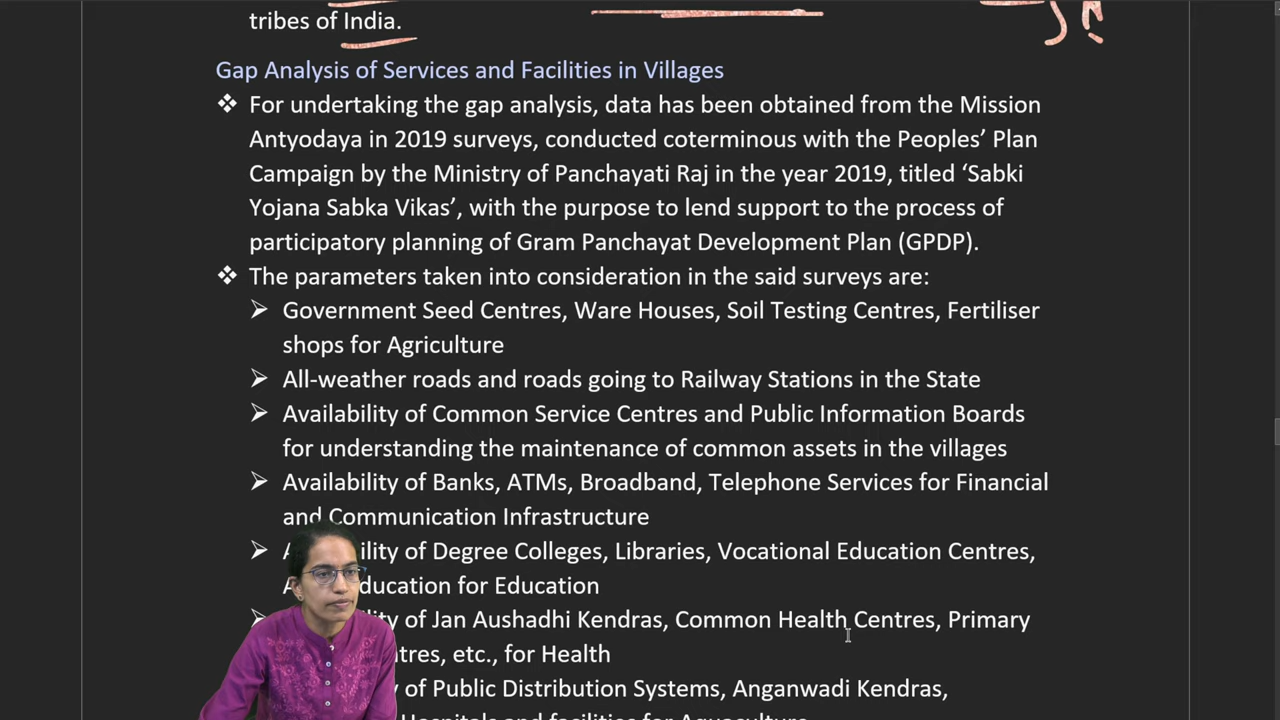 tribes of India.
Gap Analysis of Services and Facilities in Villages
❖ For undertaking the gap analysis, data has been obtained from the Mission
Antyodaya in 2019 surveys, conducted coterminous with the Peoples’ Plan
Campaign by the Ministry of Panchayati Raj in the year 2019, titled ‘Sabki
Yojana Sabka Vikas’, with the purpose to lend support to the process of
participatory planning of Gram Panchayat Development Plan (GPDP).
❖ The parameters taken into consideration in the said surveys are:
➢ Government Seed Centres, Ware Houses, Soil Testing Centres, Fertiliser
shops for Agriculture
➢ All-weather roads and roads going to Railway Stations in the State
➢ Availability of Common Service Centres and Public Information Boards
for understanding the maintenance of common assets in the villages
➢ Availability of Banks, ATMs, Broadband, Telephone Services for Financial
and Communication Infrastructure
➢ of Degree Colleges, Libraries, Vocational Education Centres,
for Education
of Jan Aushadhi Kendras, Common Health Centres, Primary
etc., for Health
of Public Distribution Systems, Anganwadi Kendras,
Hospitals and facilities for Aquaculture